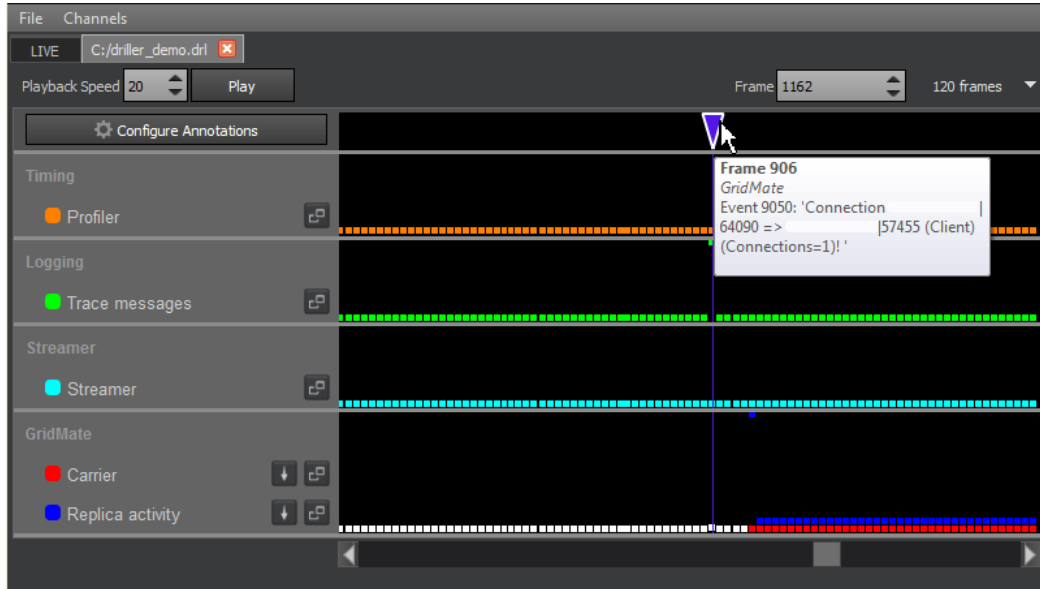 File Channels
LIVE C:/driller_demo.drl
Playback Speed 20 Play Frame 1162 120 frames
Configure Annotations
Frame 906
GridMate
Event 9050: 'Connection |
64090 => |57455 (Client)
(Connections=1)! '
Timing
Profiler
Logging
Trace messages
Streamer
Streamer
GridMate
Carrier
Replica activity